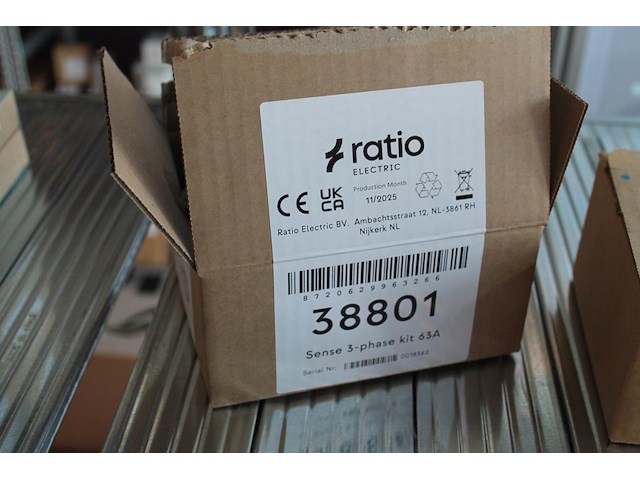 ratio
ELECTRIC
CE UK CA
Production Month
11/2025
Ratio Electric BV. Ambachtsstraat 12, NL-3861 RH
Nijkerk NL
8720629963266
38801
Sense 3-phase kit 63A
Serial Nr: